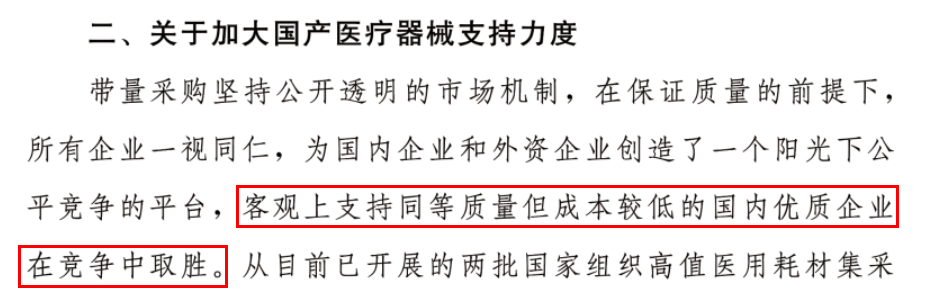 二、关于加大国产医疗器械支持力度
带量采购坚持公开透明的市场机制，在保证质量的前提下，
所有企业一视同仁，为国内企业和外资企业创造了一个阳光下公
平竞争的平台，客观上支持同等质量但成本较低的国内优质企业
在竞争中取胜。从目前已开展的两批国家组织高值医用耗材集采